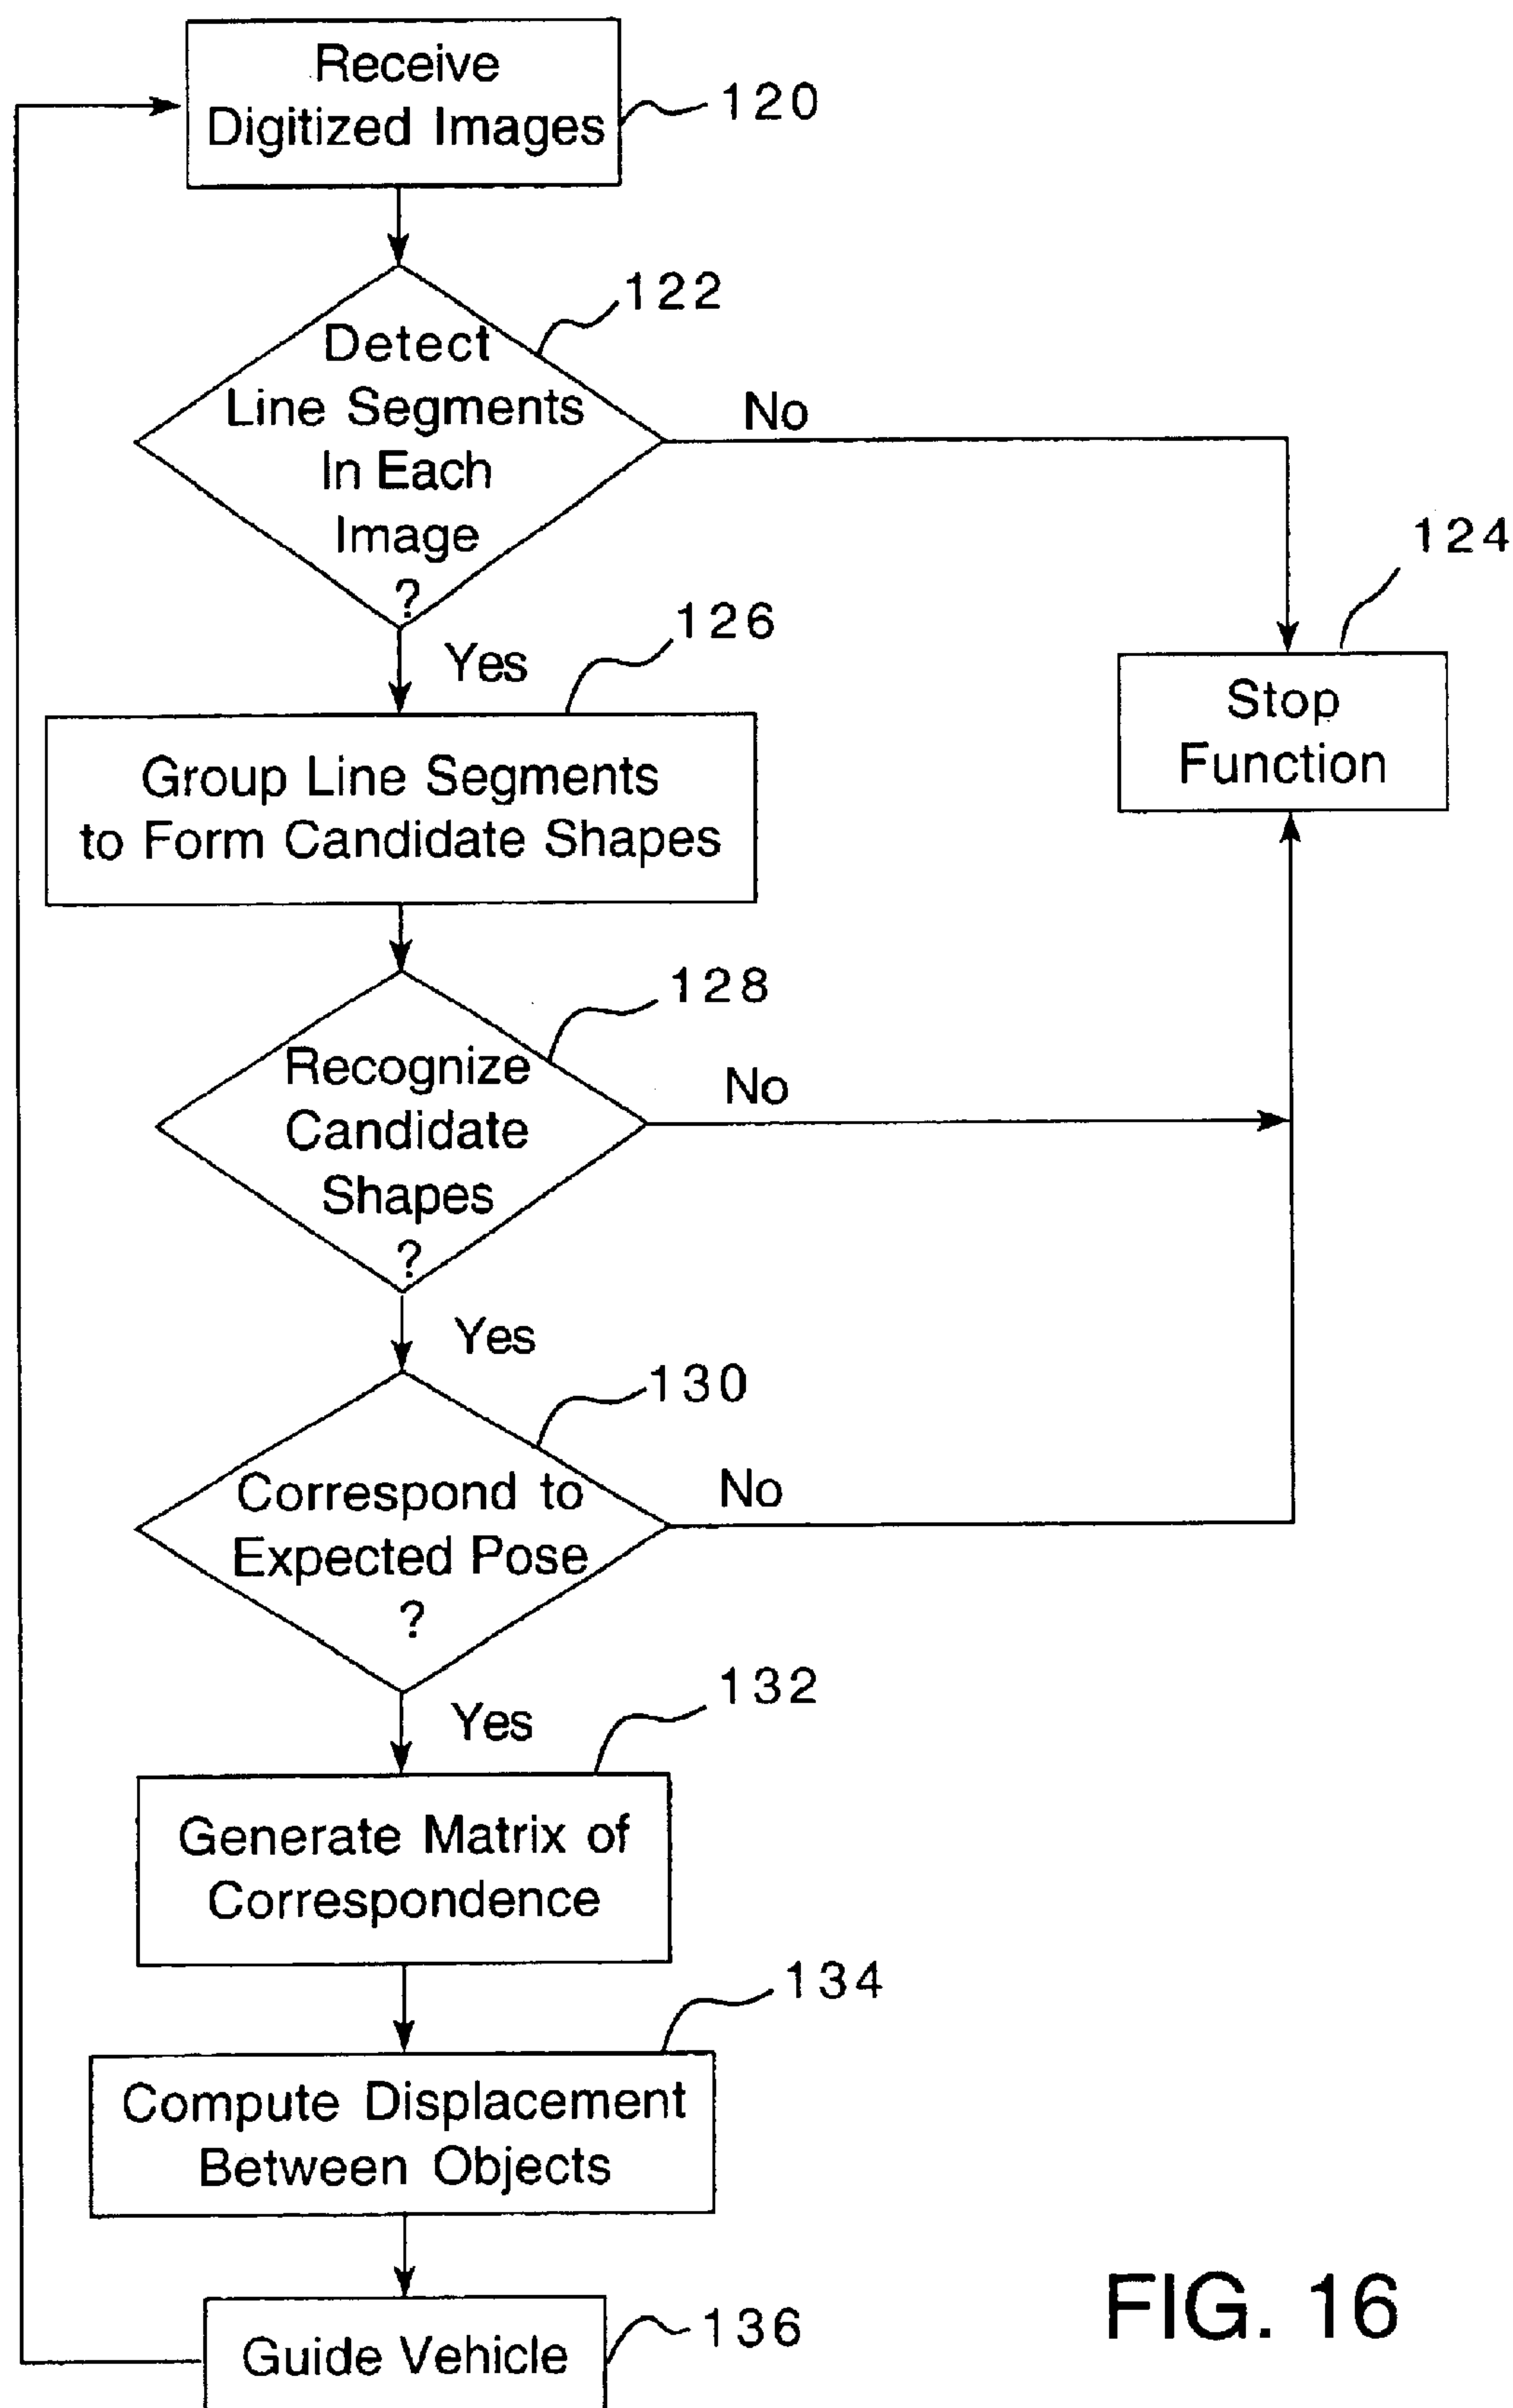 Receive
Digitized Images
120
122
Detect
Line Segments
In Each
Image
?
No
124
Stop
Function
Yes
126
Group Line Segments
to Form Candidate Shapes
128
Recognize
Candidate
Shapes
?
No
Yes
130
Correspond to
Expected Pose
?
No
Yes
132
Generate Matrix of
Correspondence
134
Compute Displacement
Between Objects
136
Guide Vehicle
FIG. 16